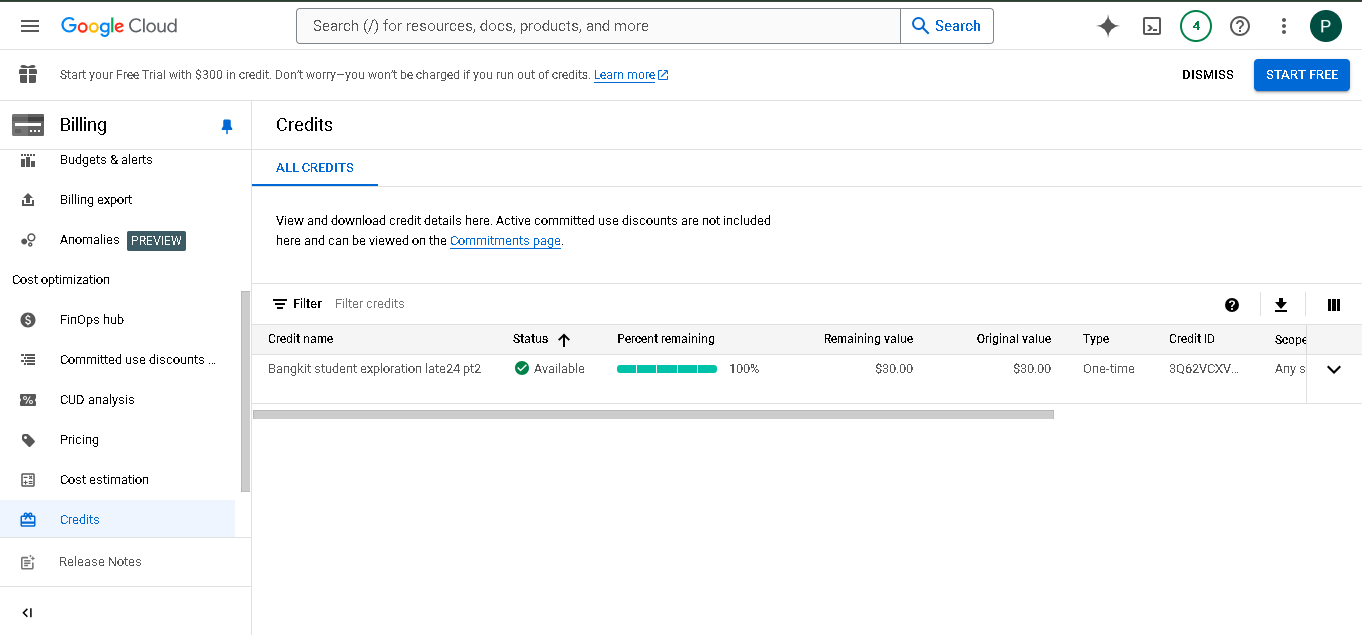 Google Cloud
Search (/) for resources, docs, products, and more
Search
4
P
Start your Free Trial with $300 in credit. Don't worry—you won't be charged if you run out of credits. Learn more
DISMISS
START FREE
Billing
Budgets & alerts
Billing export
Anomalies PREVIEW
Cost optimization
FinOps hub
Committed use discounts ...
CUD analysis
Pricing
Cost estimation
Credits
Release Notes
Credits
ALL CREDITS
View and download credit details here. Active committed use discounts are not included
here and can be viewed on the Commitments page.
Filter Filter credits
Credit name Status Percent remaining Remaining value Original value Type Credit ID Scope
Bangkit student exploration late24 pt2 Available 100% $30.00 $30.00 One-time 3Q62VCXV... Any s